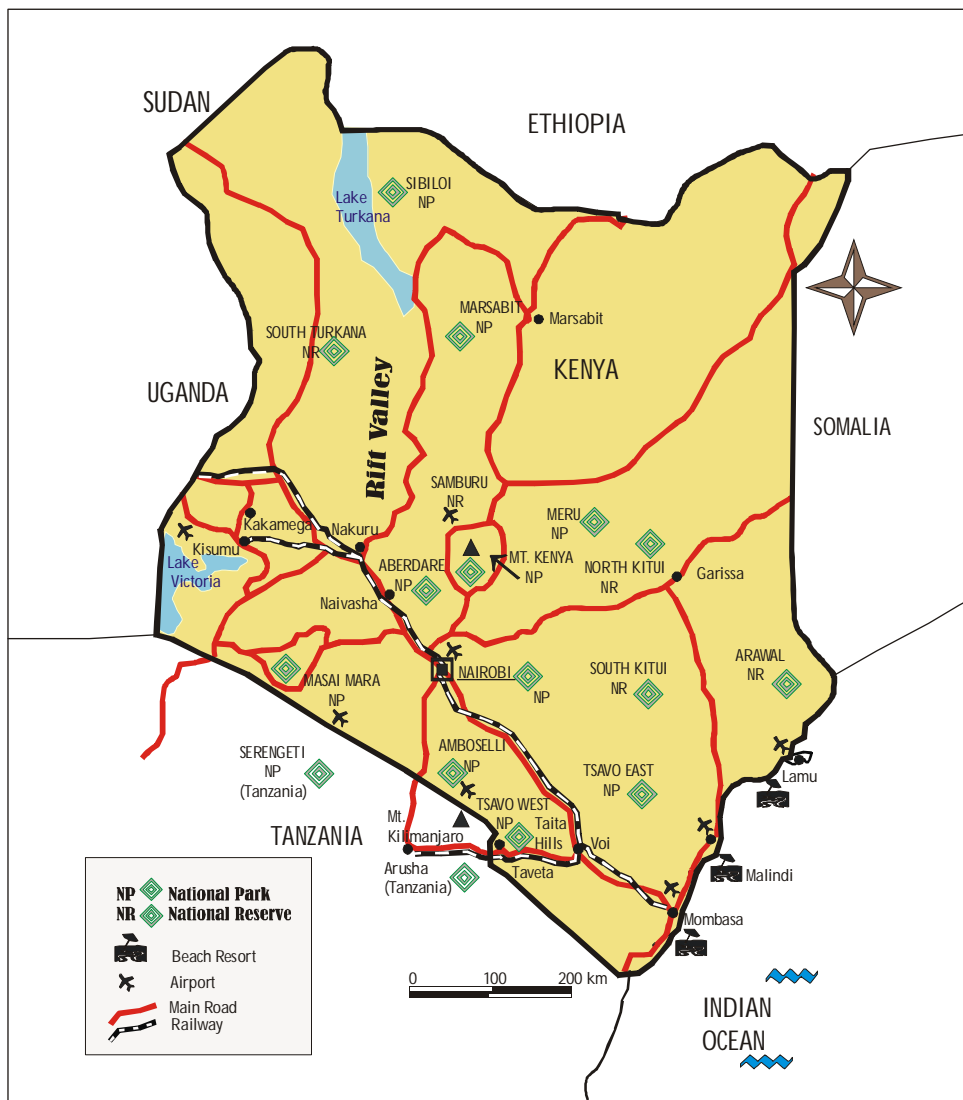 SUDAN
ETHIOPIA
SIBILOI
NP
Lake
Turkana
MARSABIT
NP
Marsabit
SOUTH TURKANA
NR
KENYA
UGANDA
Rift Valley
SOMALIA
SAMBURU
NR
MERU
NP
Kakamega
Nakuru
Kisumu
MT. KENYA
NP
NORTH KITUI
NR
Garissa
Lake
Victoria
ABERDARE
NP
Naivasha
NAIROBI
NP
SOUTH KITUI
NR
ARAWAL
NR
MASAI MARA
NP
SERENGETI
NP
(Tanzania)
AMBOSELLI
NP
TSAVO EAST
NP
Lamu
TANZANIA
Mt.
Kilimanjaro
TSAVO WEST
NP
Taita
Hills
Voi
Arusha
(Tanzania)
Taveta
Malindi
Mombasa
NP National Park
NR National Reserve
Beach Resort
Airport
Main Road
Railway
0 100 200 km
INDIAN
OCEAN